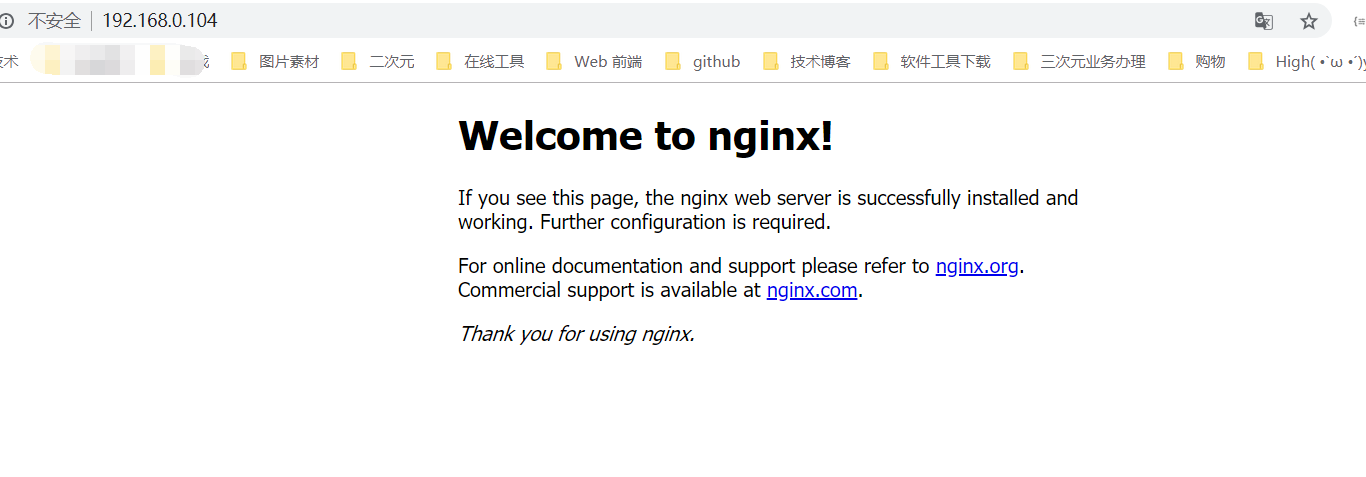 不安全 192.168.0.104
图片素材 二次元 在线工具 Web 前端 github 技术博客 软件工具下载 三次元业务办理 购物 High( •`ω •´)y
Welcome to nginx!
If you see this page, the nginx web server is successfully installed and
working. Further configuration is required.
For online documentation and support please refer to nginx.org.
Commercial support is available at nginx.com.
Thank you for using nginx.